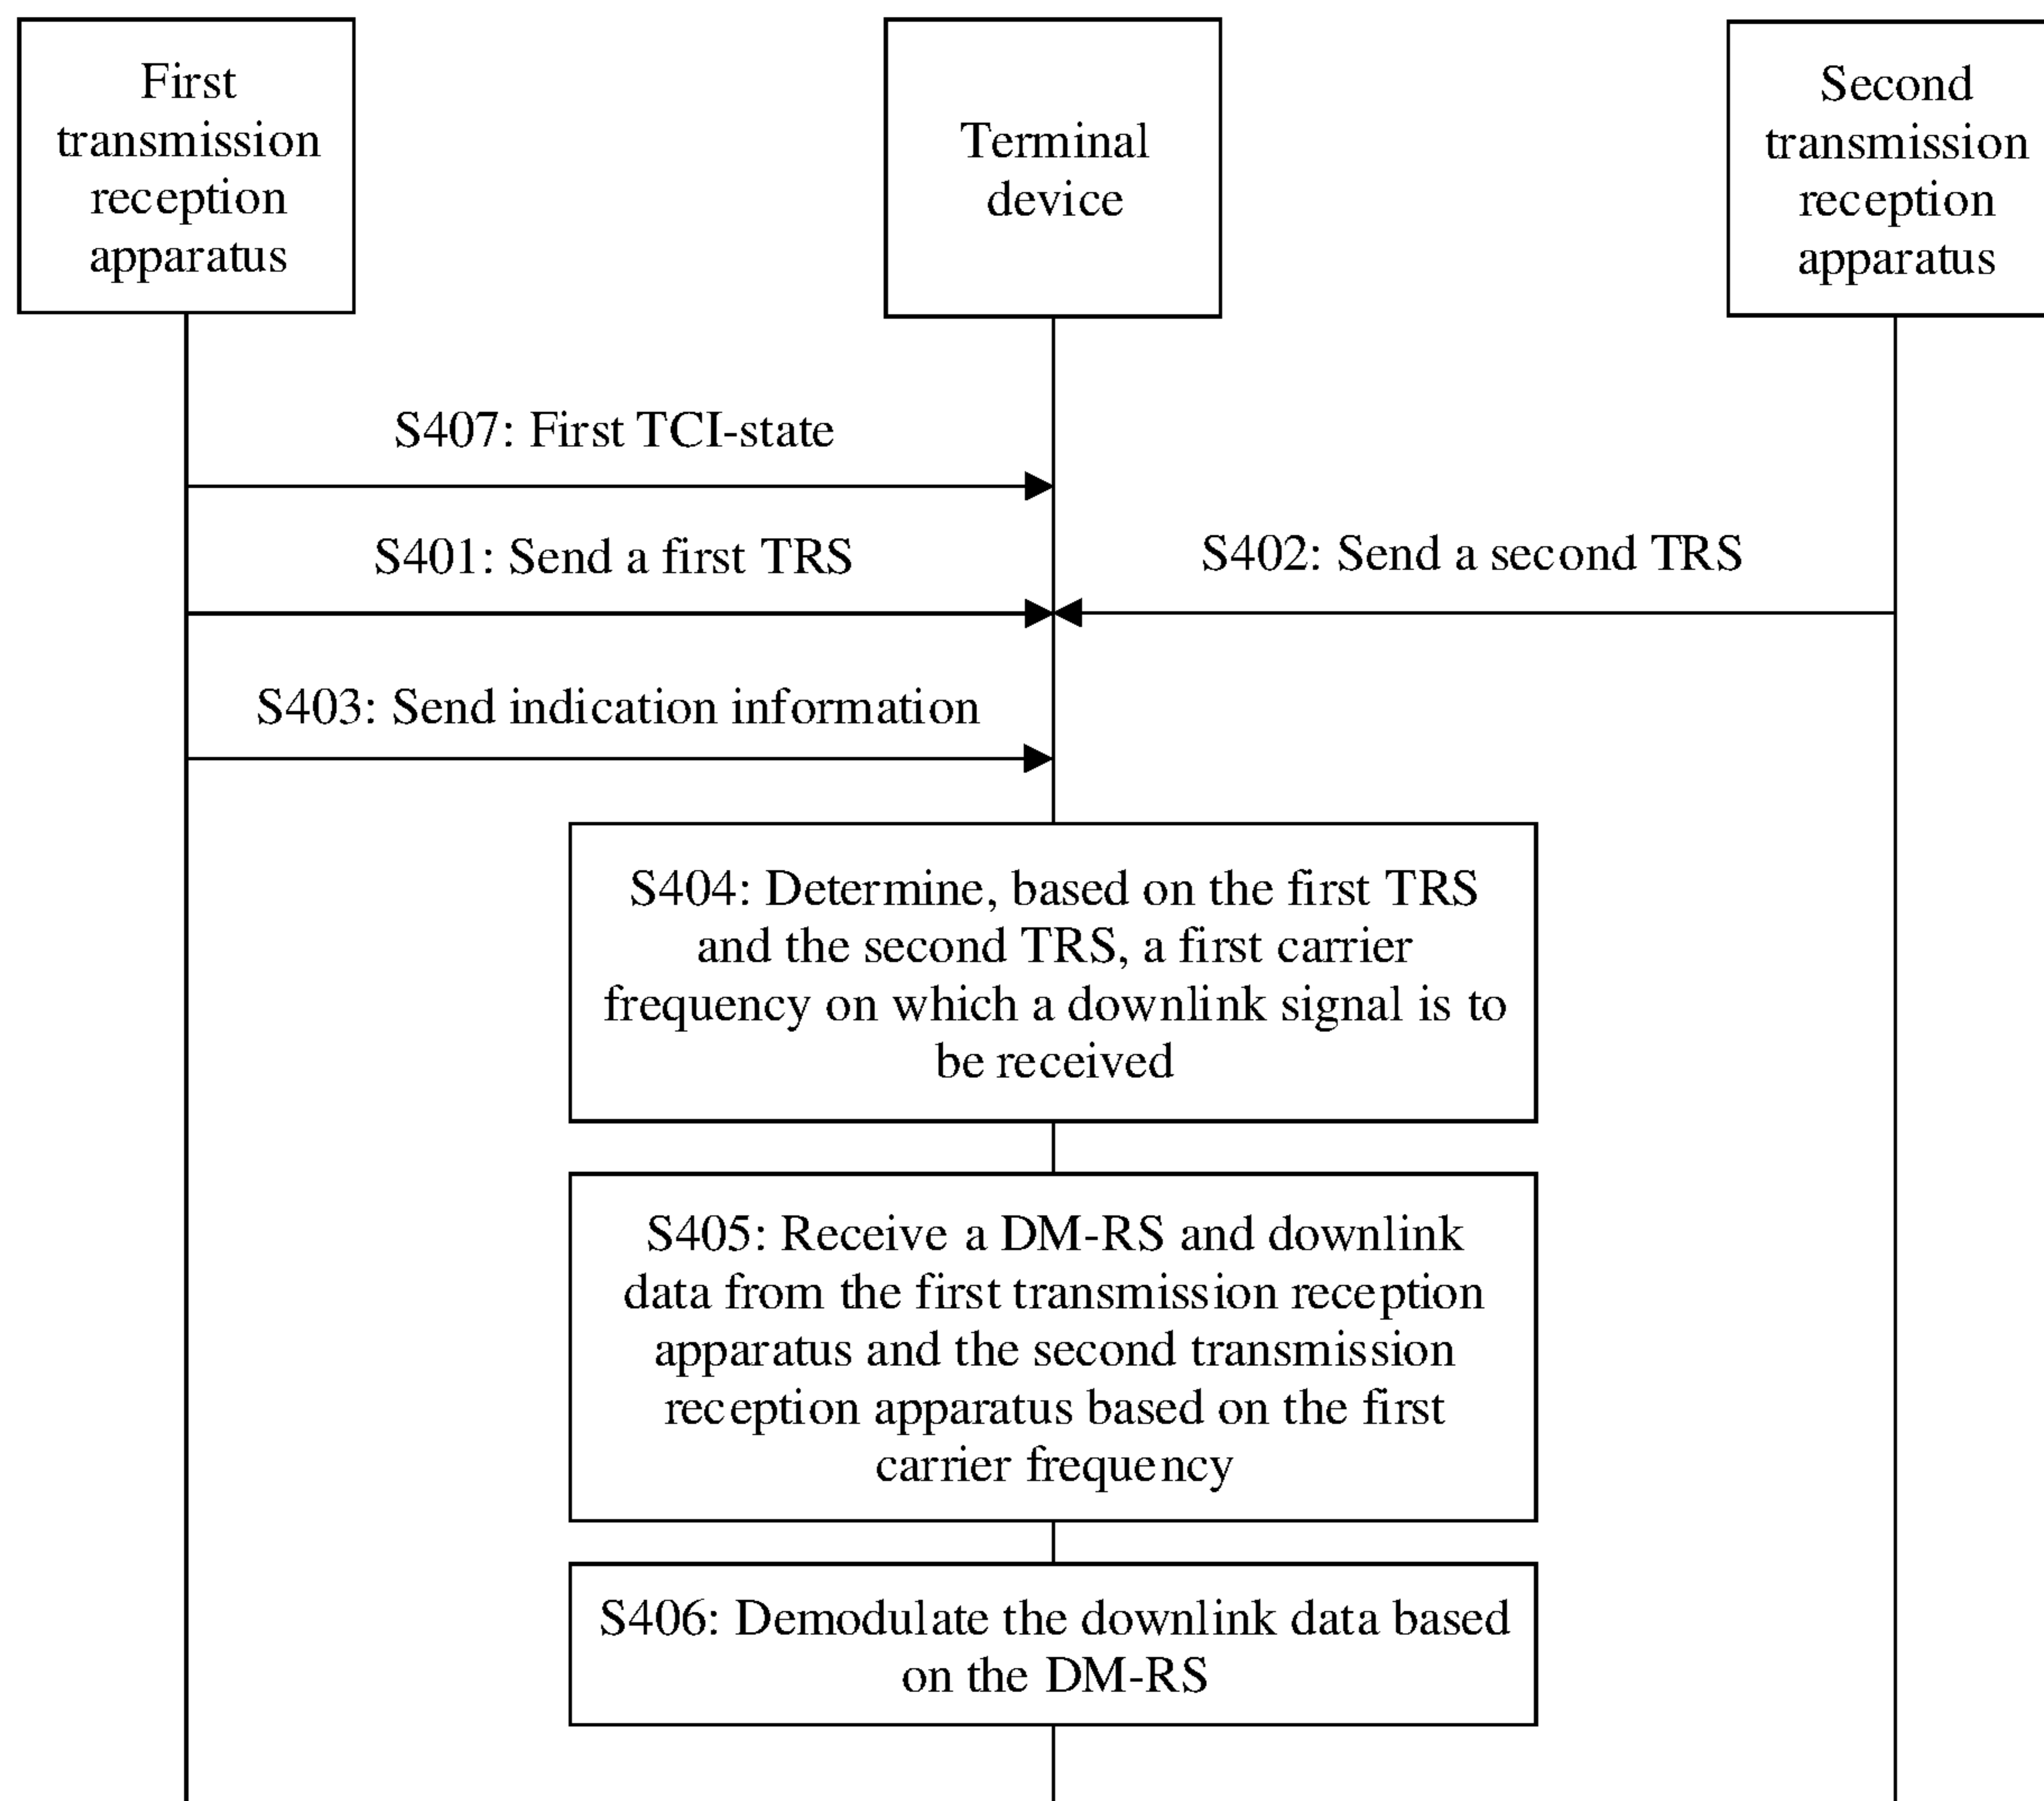 First
transmission
reception
apparatus
Terminal
device
Second
transmission
reception
apparatus
S407: First TCI-state
S401: Send a first TRS
S402: Send a second TRS
S403: Send indication information
S404: Determine, based on the first TRS
and the second TRS, a first carrier
frequency on which a downlink signal is to
be received
S405: Receive a DM-RS and downlink
data from the first transmission reception
apparatus and the second transmission
reception apparatus based on the first
carrier frequency
S406: Demodulate the downlink data based
on the DM-RS